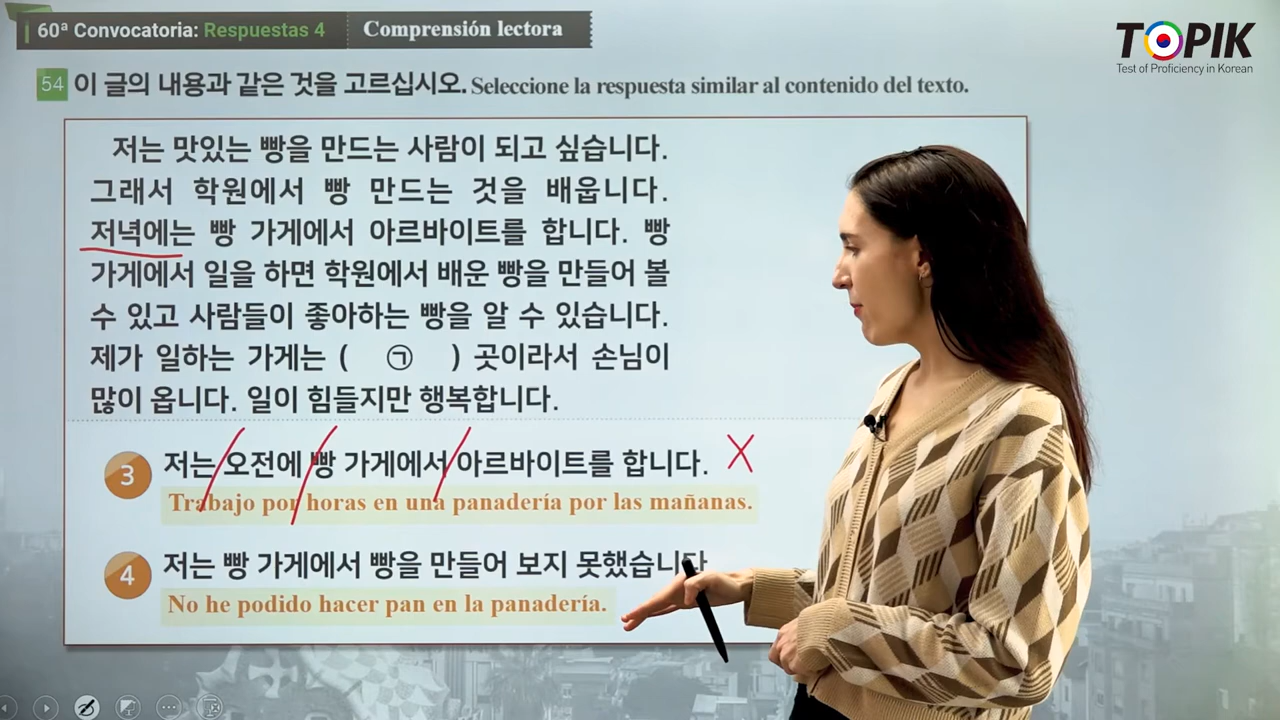 60ª Convocatoria: Respuestas 4
Comprensión lectora
TOPIK
Test of Proficiency in Korean
54 이 글의 내용과 같은 것을 고르십시오. Seleccione la respuesta similar al contenido del texto.
저는 맛있는 빵을 만드는 사람이 되고 싶습니다.
그래서 학원에서 빵 만드는 것을 배웁니다.
저녁에는 빵 가게에서 아르바이트를 합니다. 빵
가게에서 일을 하면 학원에서 배운 빵을 만들어 볼
수 있고 사람들이 좋아하는 빵을 알 수 있습니다.
제가 일하는 가게는 ( ㉠ ) 곳이라서 손님이
많이 옵니다. 일이 힘들지만 행복합니다.
3 저는 오전에 빵 가게에서 아르바이트를 합니다. X
Trabajo por horas en una panadería por las mañanas.
4 저는 빵 가게에서 빵을 만들어 보지 못했습니다
No he podido hacer pan en la panadería.